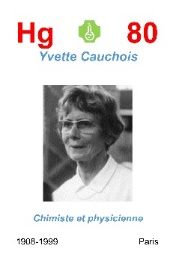 Hg 80
Yvette Cauchois
Chimiste et physicienne
1908-1999 Paris